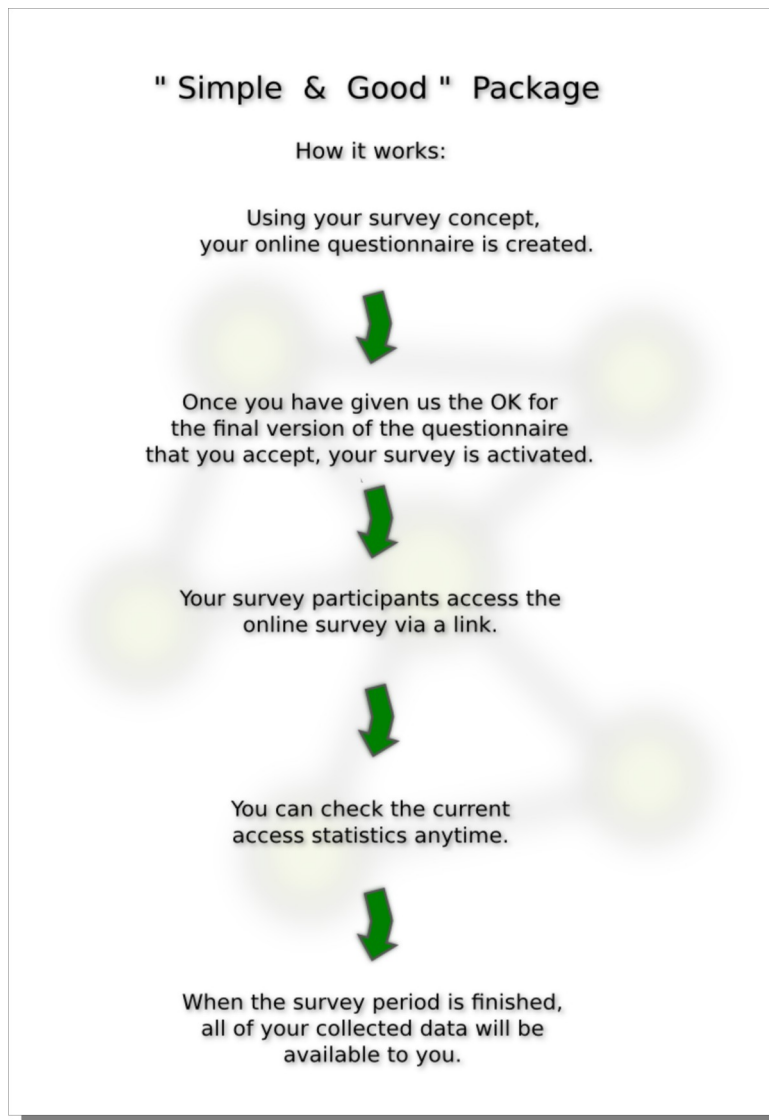 " Simple & Good " Package
How it works:
Using your survey concept,
your online questionnaire is created.
Once you have given us the OK for
the final version of the questionnaire
that you accept, your survey is activated.
Your survey participants access the
online survey via a link.
You can check the current
access statistics anytime.
When the survey period is finished,
all of your collected data will be
available to you.